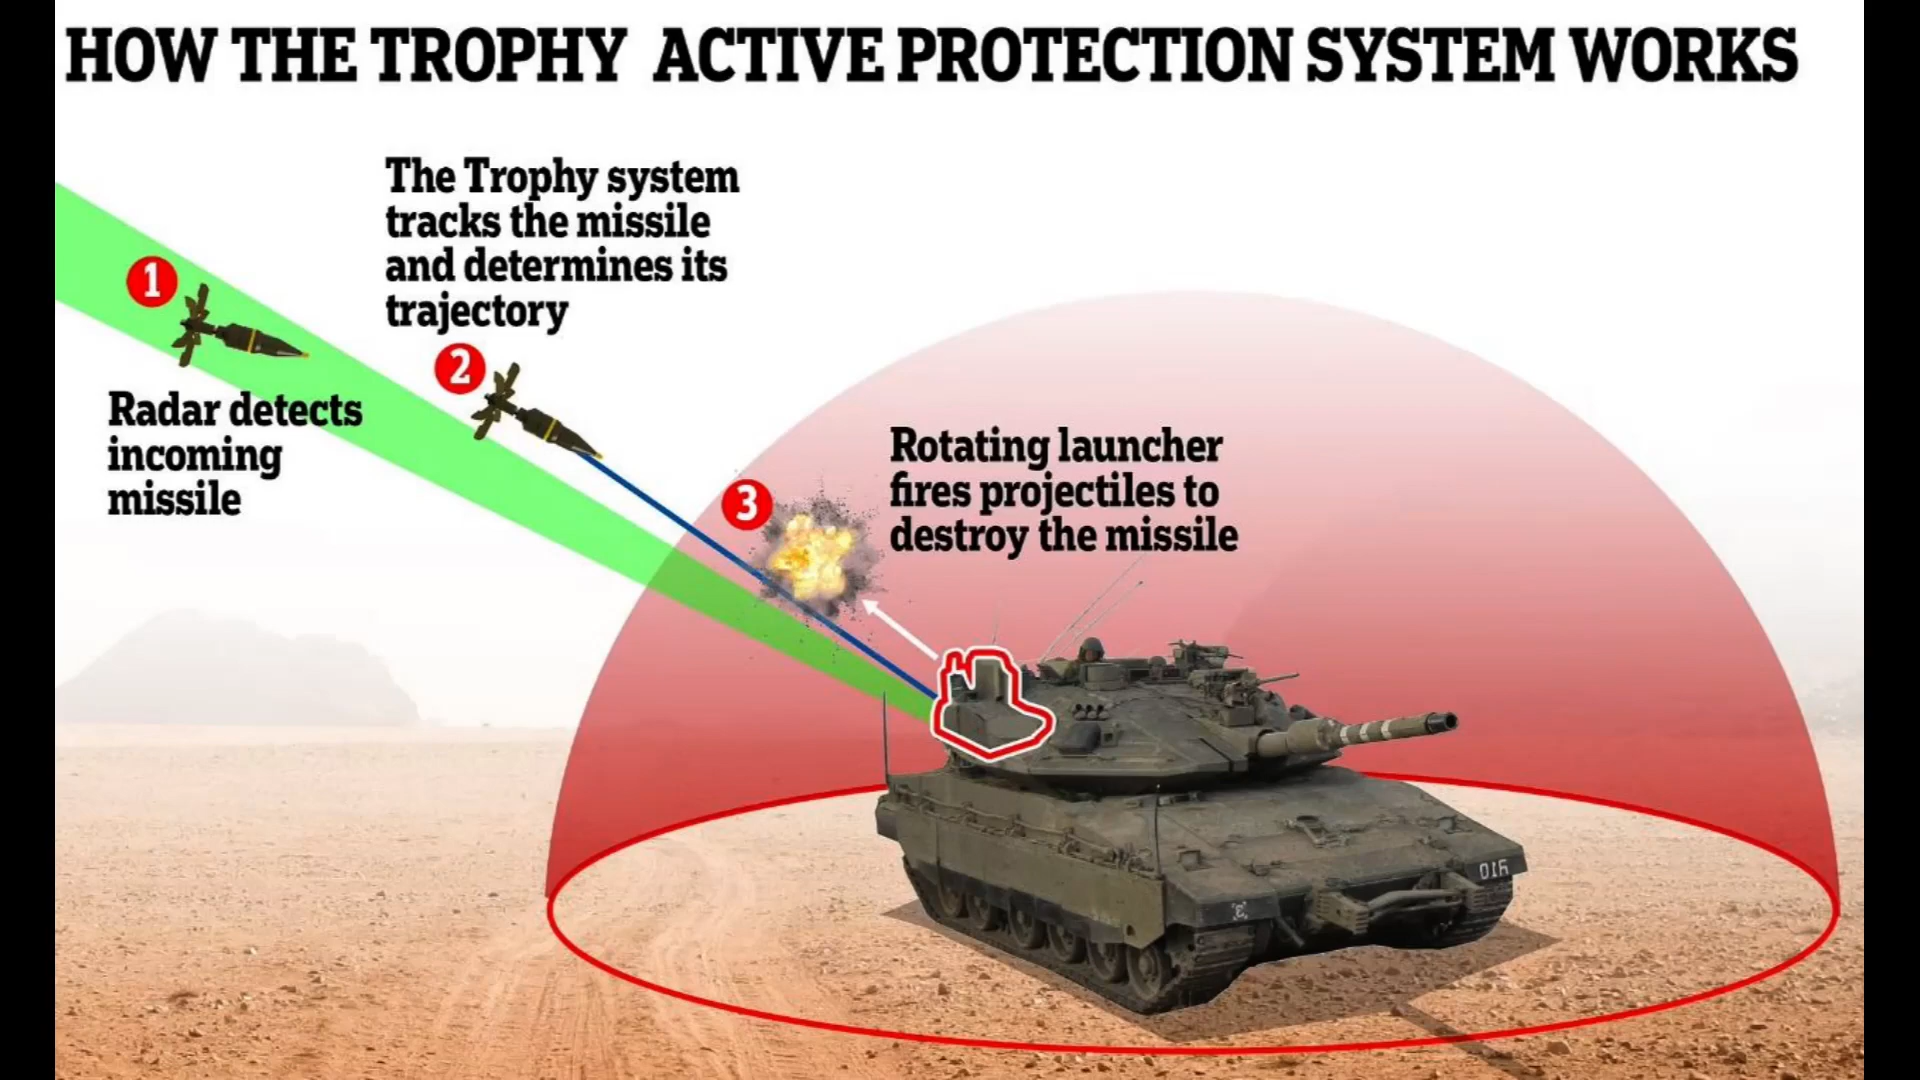 HOW THE TROPHY ACTIVE PROTECTION SYSTEM WORKS
The Trophy system
tracks the missile
and determines its
trajectory
1
2
Radar detects
incoming
missile
3
Rotating launcher
fires projectiles to
destroy the missile